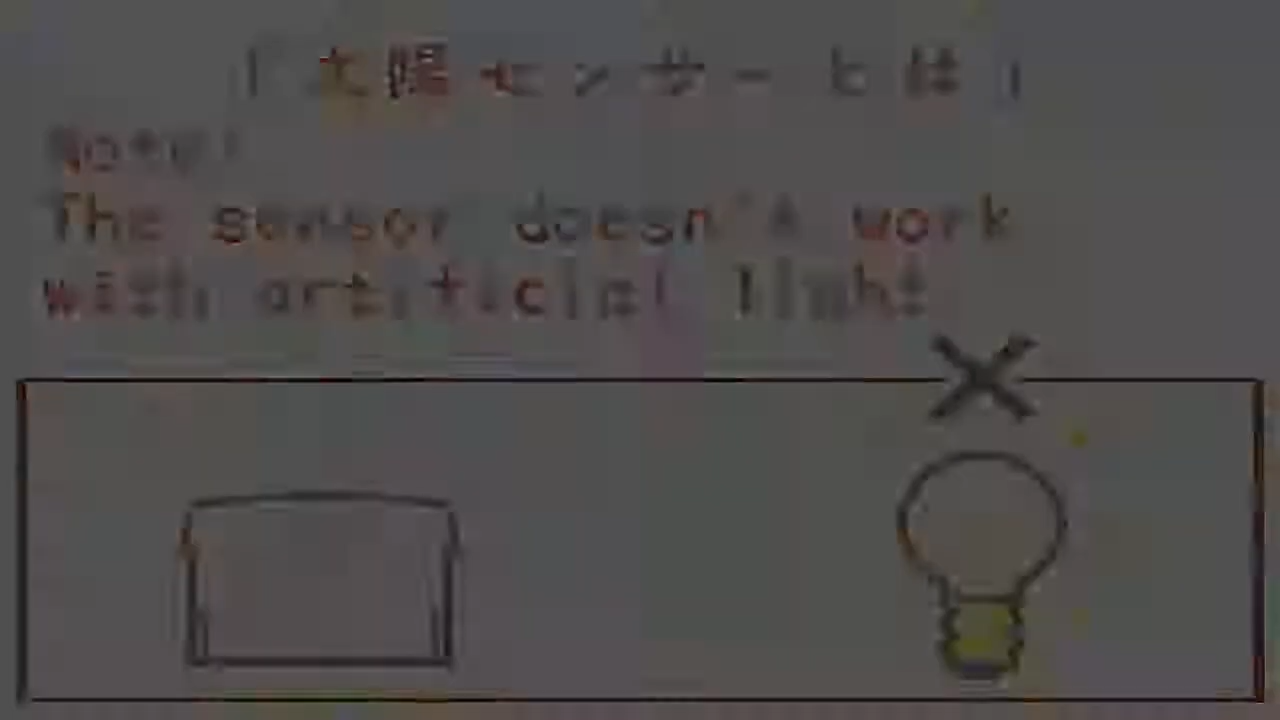 「太陽センサーとは」
Note:
The sensor doesn't work
with artificial light.